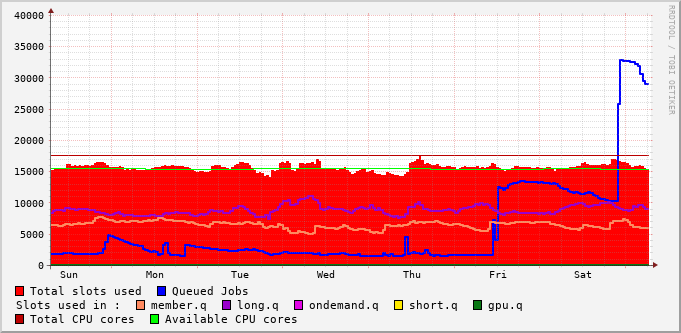 40000
35000
30000
25000
20000
15000
10000
5000
0
Sun Mon Tue Wed Thu Fri Sat
RRDTOOL / TOBI OETIKER
Total slots used Queued Jobs
Slots used in : member.q long.q ondemand.q short.q gpu.q
Total CPU cores Available CPU cores